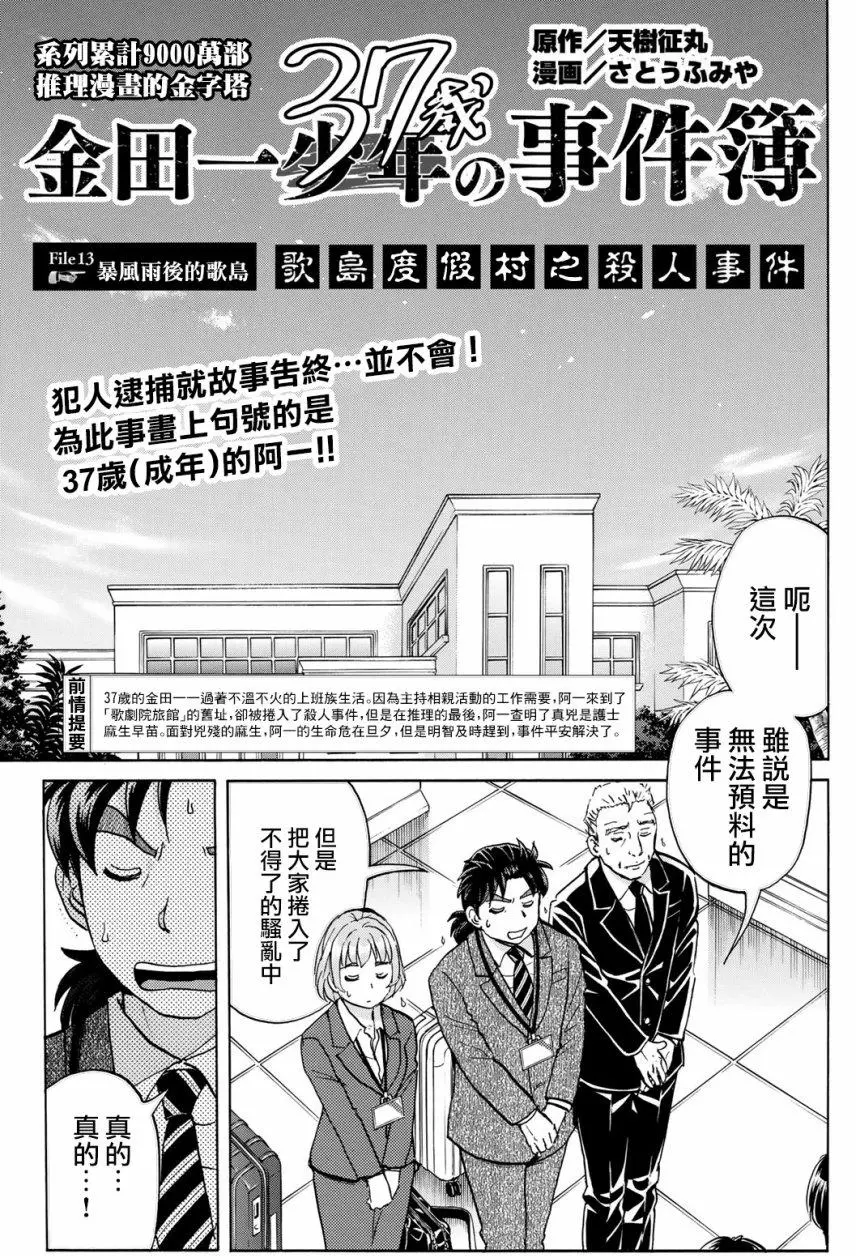 系列累計9000萬部
推理漫畫的金字塔
原作／天樹征丸
漫画／さとうふみや
金田一少年の事件簿
37歳
File13
暴風雨後的歌島
歌島度假村之殺人事件
犯人逮捕就故事告終…並不會！
為此事畫上句號的是
37歲(成年)的阿一!!
呃——
這次
雖説是
無法預料的
事件
前情提要
37歲的金田一一過著不溫不火的上班族生活。因為主持相親活動的工作需要，阿一來到了
「歌劇院旅館」的舊址，卻被捲入了殺人事件，但是在推理的最後，阿一查明了真兇是護士
麻生早苗。面對兇殘的麻生，阿一的生命危在旦夕，但是明智及時趕到，事件平安解決了。
但是
把大家捲入了
不得了的騷亂中
真的…
真的…！